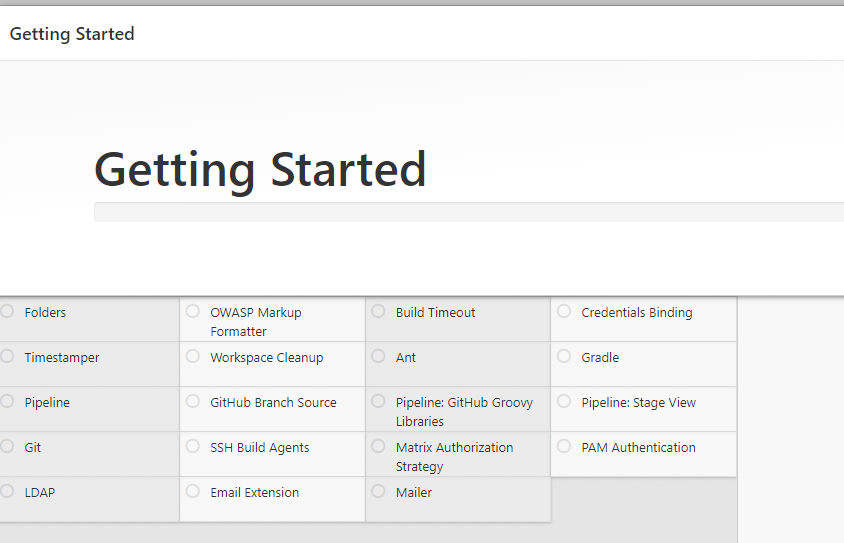 Getting Started
Getting Started
Folders
OWASP Markup
Formatter
Build Timeout
Credentials Binding
Timestamper
Workspace Cleanup
Ant
Gradle
Pipeline
GitHub Branch Source
Pipeline: GitHub Groovy
Libraries
Pipeline: Stage View
Git
SSH Build Agents
Matrix Authorization
Strategy
PAM Authentication
LDAP
Email Extension
Mailer